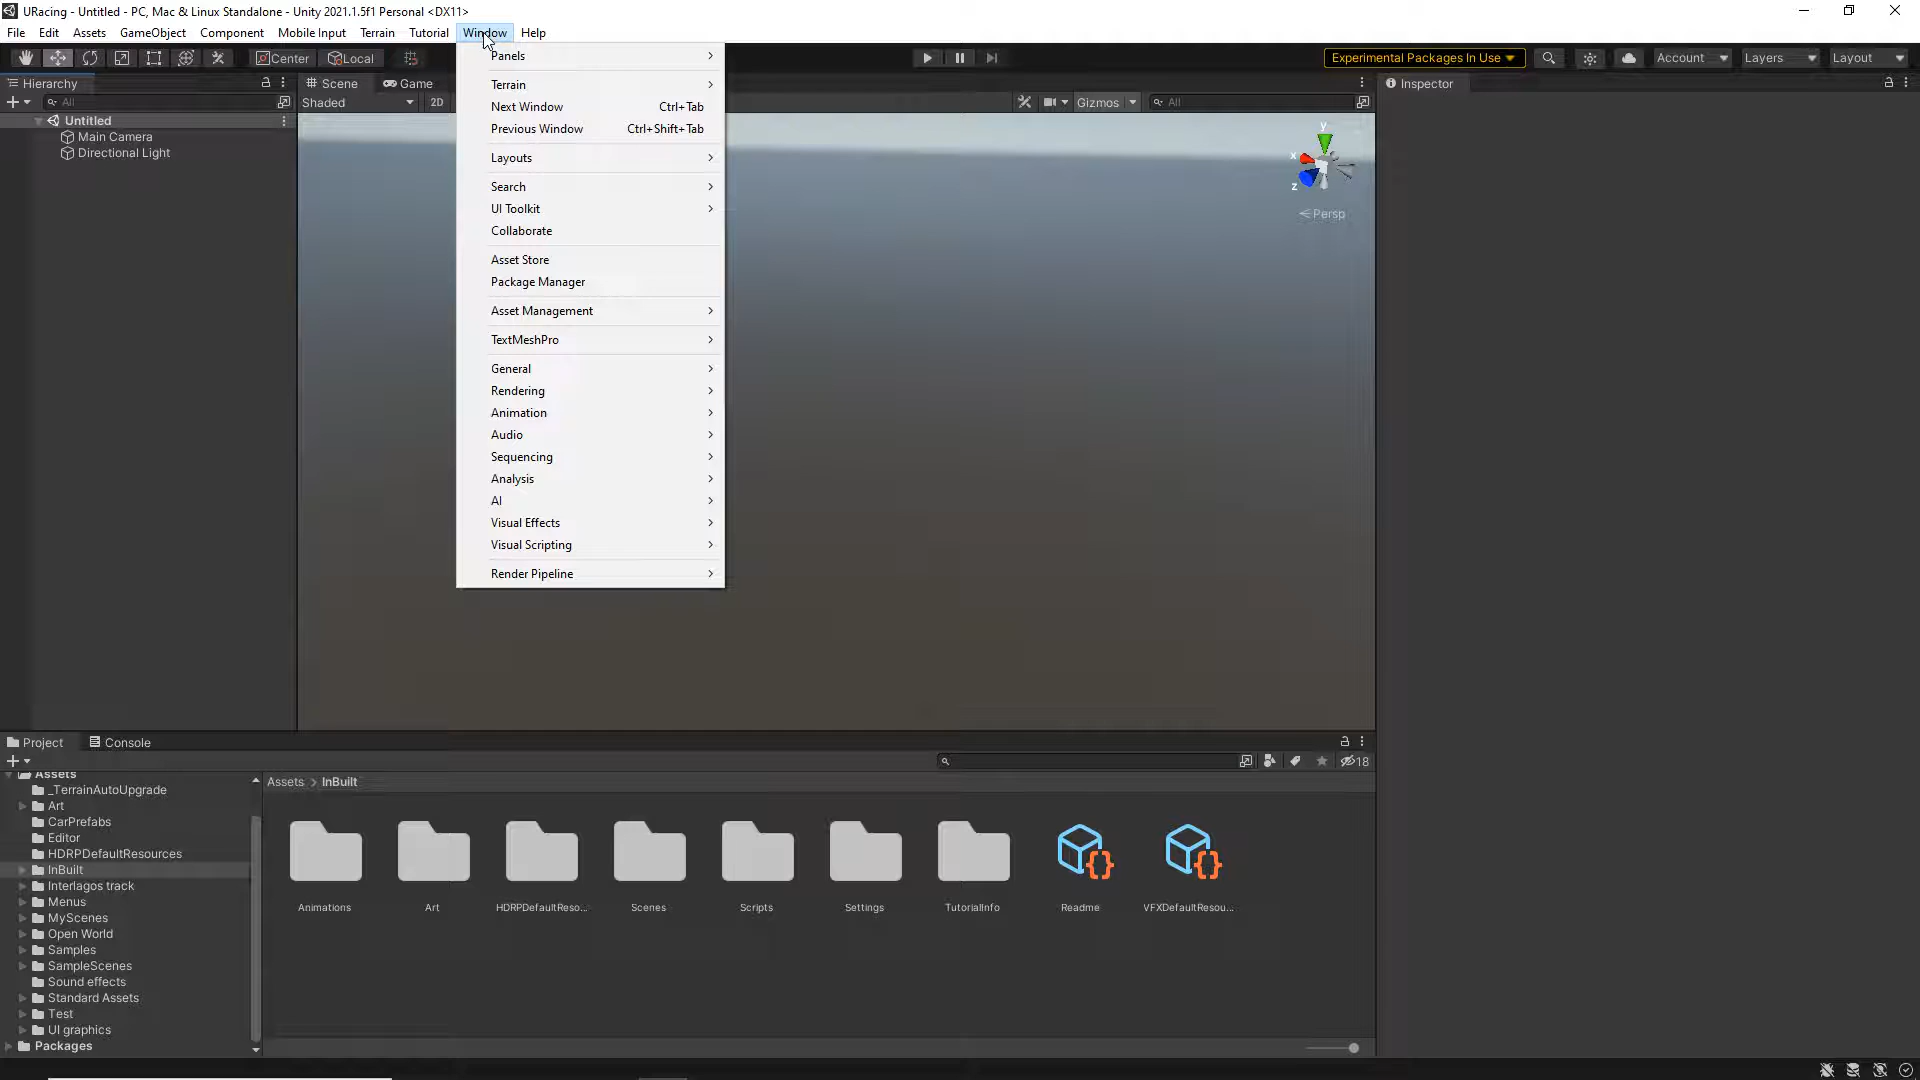 URacing - Untitled - PC, Mac & Linux Standalone - Unity 2021.1.5f1 Personal <DX11>
File Edit Assets GameObject Component Mobile Input Terrain Tutorial Window Help
Center Local Experimental Packages In Use Account Layers Layout
Hierarchy Scene Game Inspector
All Shaded 2D Gizmos All
Untitled
Main Camera
Directional Light
Panels
Terrain
Next Window Ctrl+Tab
Previous Window Ctrl+Shift+Tab
Layouts
Search
UI Toolkit
Collaborate
Asset Store
Package Manager
Asset Management
TextMeshPro
General
Rendering
Animation
Audio
Sequencing
Analysis
AI
Visual Effects
Visual Scripting
Render Pipeline
y
x
z
Persp
Project Console
18
Assets
_TerrainAutoUpgrade
Art
CarPrefabs
Editor
HDRPDefaultResources
InBuilt
Interlagos track
Menus
MyScenes
Open World
Samples
SampleScenes
Sound effects
Standard Assets
Test
UI graphics
Packages
Assets > InBuilt
Animations Art HDRPDefaultReso... Scenes Scripts Settings TutorialInfo Readme VFXDefaultResou...